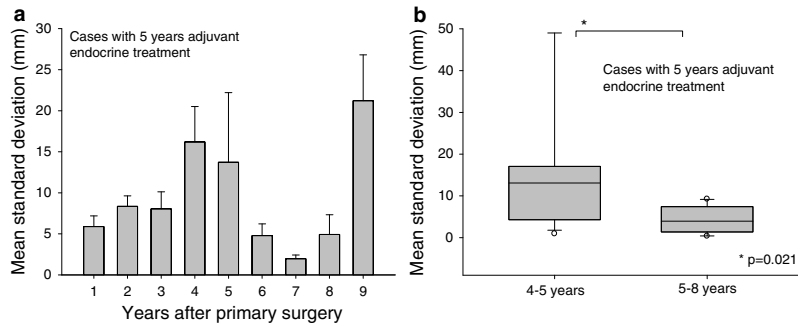 a
Mean standard deviation (mm)
30
25
20
15
10
5
0
Cases with 5 years adjuvant
endocrine treatment
1 2 3 4 5 6 7 8 9
Years after primary surgery
b
Mean standard deviation (mm)
50
40
30
20
10
0
*
Cases with 5 years adjuvant
endocrine treatment
* p=0.021
4-5 years 5-8 years